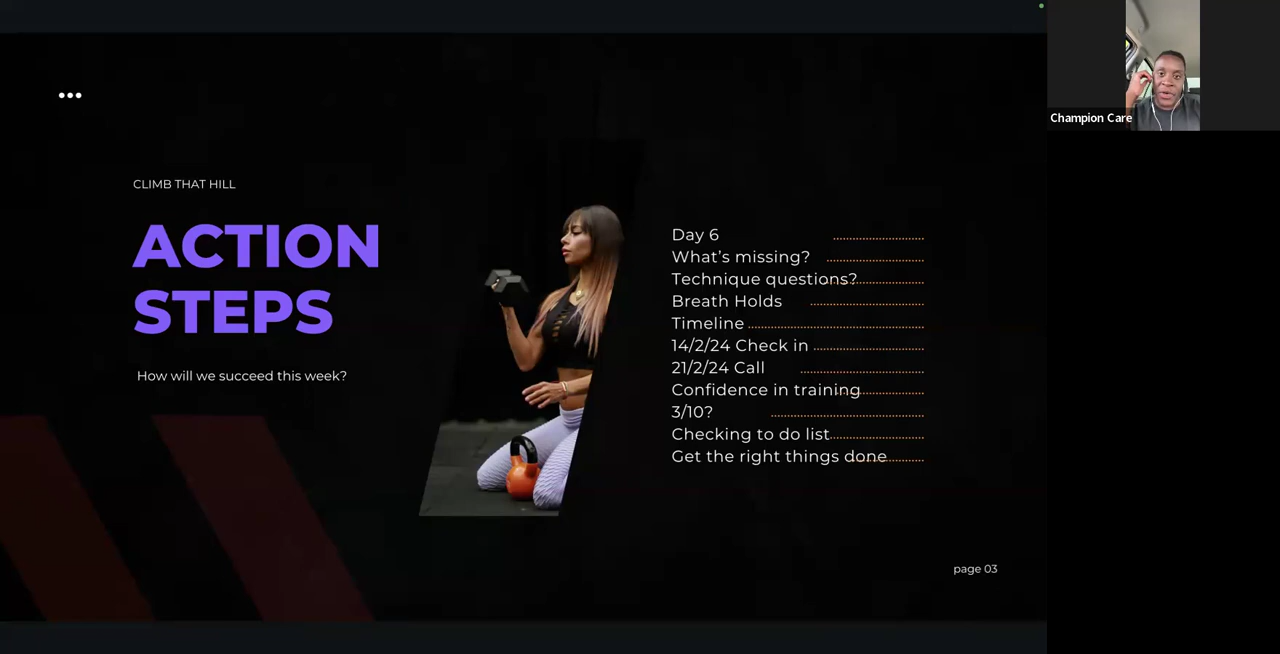 CLIMB THAT HILL
ACTION
STEPS
How will we succeed this week?
Day 6
What's missing?
Technique questions?
Breath Holds
Timeline
14/2/24 Check in
21/2/24 Call
Confidence in training
3/10?
Checking to do list
Get the right things done
page 03
Champion Care